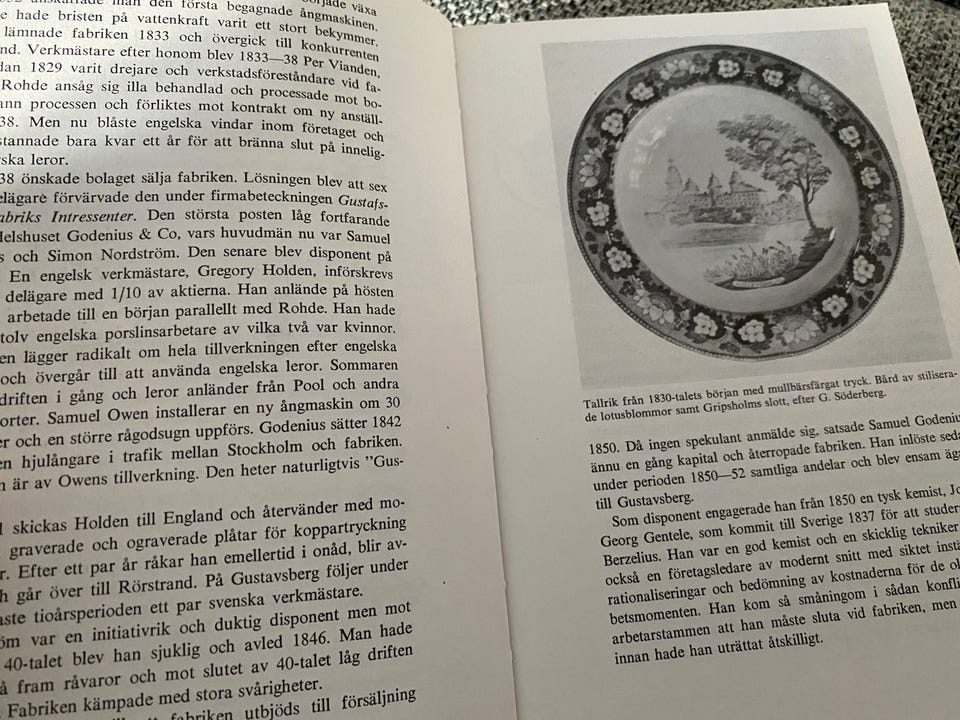 anskaffade man den första begagnade ångmaskinen.
e hade bristen på vattenkraft varit ett stort bekymmer.
lämnade fabriken 1833 och övergick till konkurrenten
nd. Verkmästare efter honom blev 1833—38 Per Vianden,
dan 1829 varit drejare och verkstadsföreståndare vid fa-
Rohde ansåg sig illa behandlad och processade mot bo-
ann processen och förliktes mot kontrakt om ny anställ-
38. Men nu blåste engelska vindar inom företaget och
stannade bara kvar ett år för att bränna slut på innelig-
ska leror.
38 önskade bolaget sälja fabriken. Lösningen blev att sex
elägare förvärvade den under firmabeteckningen Gustafs-
abriks Intressenter. Den största posten låg fortfarande
delshuset Godenius & Co, vars huvudmän nu var Samuel
s och Simon Nordström. Den senare blev disponent på
En engelsk verkmästare, Gregory Holden, införskrevs
delägare med 1/10 av aktierna. Han anlände på hösten
arbetade till en början parallellt med Rohde. Han hade
tolv engelska porslinsarbetare av vilka två var kvinnor.
en lägger radikalt om hela tillverkningen efter engelska
och övergår till att använda engelska leror. Sommaren
driften i gång och leror anländer från Pool och andra
orter. Samuel Owen installerar en ny ångmaskin om 30
er och en större rågodsugn uppförs. Godenius sätter 1842
en hjulångare i trafik mellan Stockholm och fabriken.
n är av Owens tillverkning. Den heter naturligtvis "Gus-
l skickas Holden till England och återvänder med mo-
graverade och ograverade plåtar för koppartryckning
r. Efter ett par år råkar han emellertid i onåd, blir av-
h går över till Rörstrand. På Gustavsberg följer under
aste tioårsperioden ett par svenska verkmästare.
öm var en initiativrik och duktig disponent men mot
40-talet blev han sjuklig och avled 1846. Man hade
å fram råvaror och mot slutet av 40-talet låg driften
Fabriken kämpade med stora svårigheter.
fabriken utbjöds till försäljning
Tallrik från 1830-talets början med mullbärsfärgat tryck. Bård av stilisera-
de lotusblommor samt Gripsholms slott, efter G. Söderberg.
1850. Då ingen spekulant anmälde sig, satsade Samuel Godeniu
ännu en gång kapital och återropade fabriken. Han inlöste seda
under perioden 1850—52 samtliga andelar och blev ensam äga
till Gustavsberg.
Som disponent engagerade han från 1850 en tysk kemist, Jo
Georg Gentele, som kommit till Sverige 1837 för att studer
Berzelius. Han var en god kemist och en skicklig tekniker
också en företagsledare av modernt snitt med siktet instä
rationaliseringar och bedömning av kostnaderna för de ol
betsmomenten. Han kom så småningom i sådan konfli
arbetarstammen att han måste sluta vid fabriken, men
innan hade han uträttat åtskilligt.